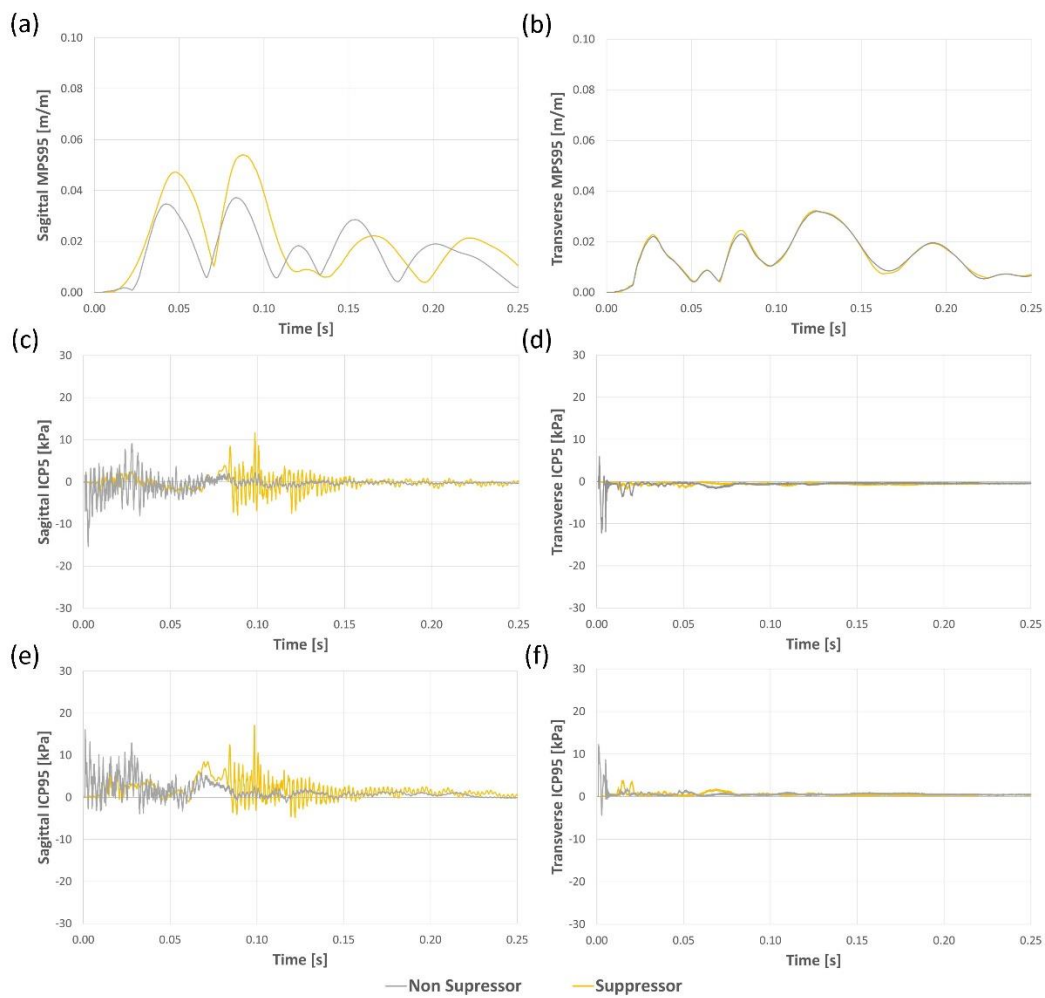 (a)
(b)
0.10
0.08
0.06
0.04
0.02
0.00
Sagittal MPS95 [m/m]
0.00 0.05 0.10 0.15 0.20 0.25
Time [s]
0.10
0.08
0.06
0.04
0.02
0.00
Transverse MPS95 [m/m]
0.00 0.05 0.10 0.15 0.20 0.25
Time [s]
(c)
(d)
30
20
10
0
-10
-20
-30
Sagittal ICP5 [kPa]
0.00 0.05 0.10 0.15 0.20 0.25
Time [s]
30
20
10
0
-10
-20
-30
Transverse ICP5 [kPa]
0.00 0.05 0.10 0.15 0.20 0.25
Time [s]
(e)
(f)
30
20
10
0
-10
-20
-30
Sagittal ICP95 [kPa]
0.00 0.05 0.10 0.15 0.20 0.25
Time [s]
30
20
10
0
-10
-20
-30
Transverse ICP95 [kPa]
0.00 0.05 0.10 0.15 0.20 0.25
Time [s]
Non Supressor Suppressor